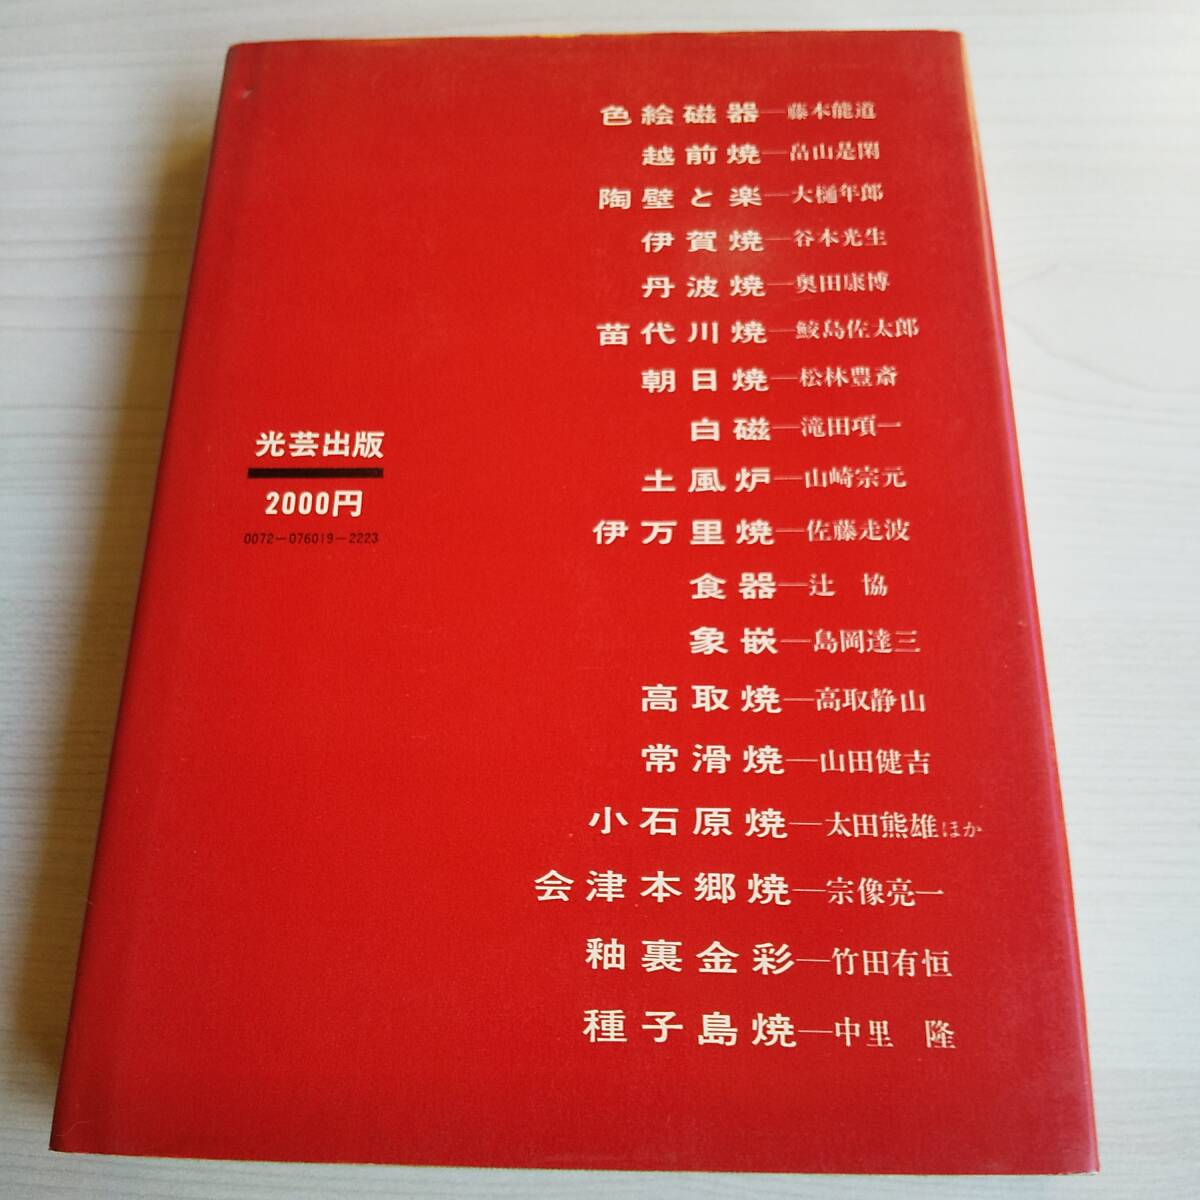 色絵磁器―藤本能道
越前焼―畠山是閑
陶壁と楽―大樋年郎
伊賀焼―谷本光生
丹波焼―奥田康博
苗代川焼―鮫島佐太郎
朝日焼―松林豊斎
白磁―滝田項一
土風炉―山崎宗元
伊万里焼―佐藤走波
食器―辻　協
象嵌―島岡達三
高取焼―高取静山
常滑焼―山田健吉
小石原焼―太田熊雄ほか
会津本郷焼―宗像亮一
釉裏金彩―竹田有恒
種子島焼―中里　隆
光芸出版
2000円
0072－076019－2223